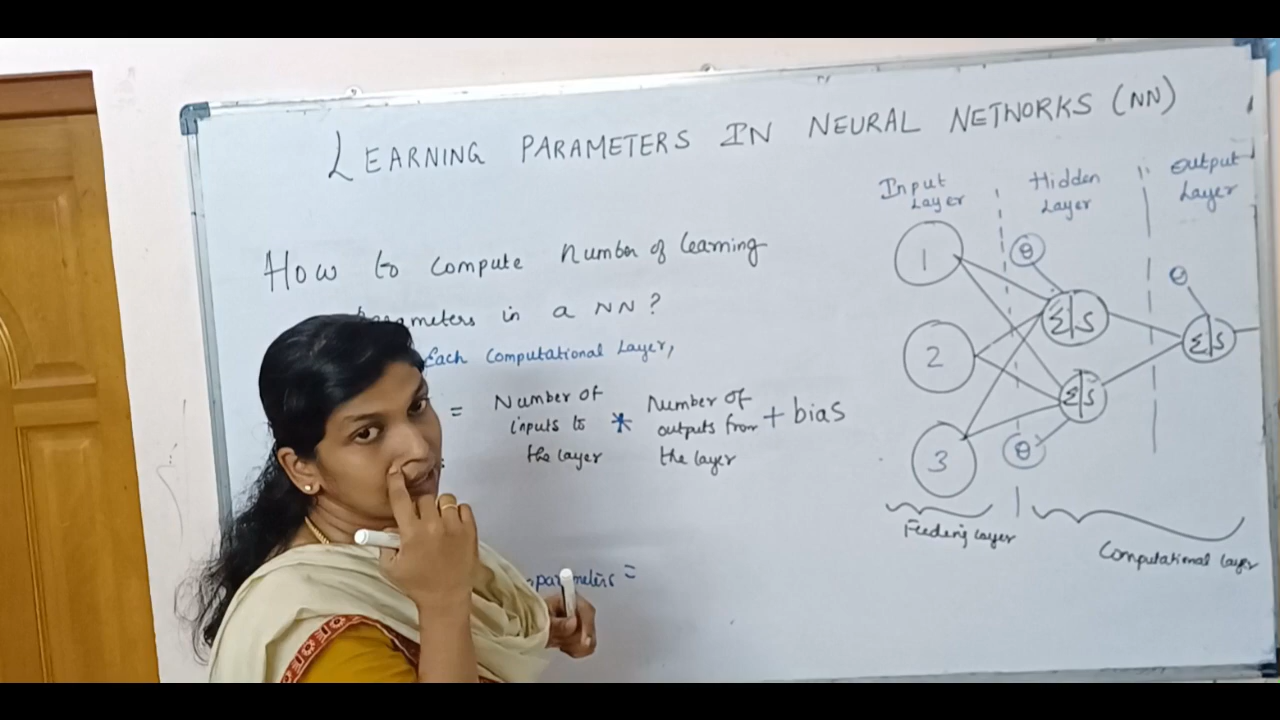 LEARNING PARAMETERS IN NEURAL NETWORKS (NN)
How to compute Number of learning
parameters in a NN?
Each Computational Layer,
= Number of inputs to the layer * Number of outputs from the layer + bias
parameters =
Input Layer
Hidden Layer
Output Layer
1
2
3
θ
Σ|S
Σ|S
θ
θ
Σ|S
Feeding layer
Computational layer